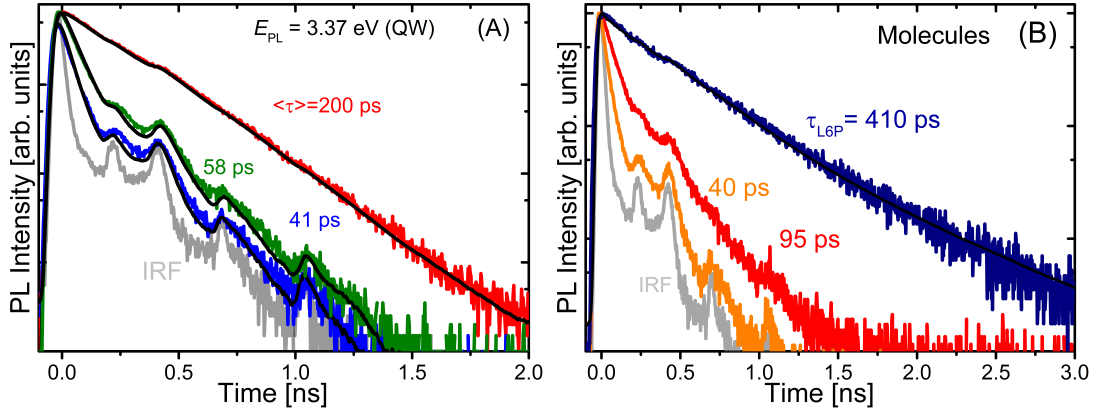 E_PL = 3.37 eV (QW)
(A)
<τ>=200 ps
58 ps
41 ps
IRF
PL Intensity [arb. units]
0.0 0.5 1.0 1.5 2.0
Time [ns]
Molecules
(B)
τ_L6P= 410 ps
40 ps
95 ps
IRF
PL Intensity [arb. units]
0.0 0.5 1.0 1.5 2.0 2.5 3.0
Time [ns]